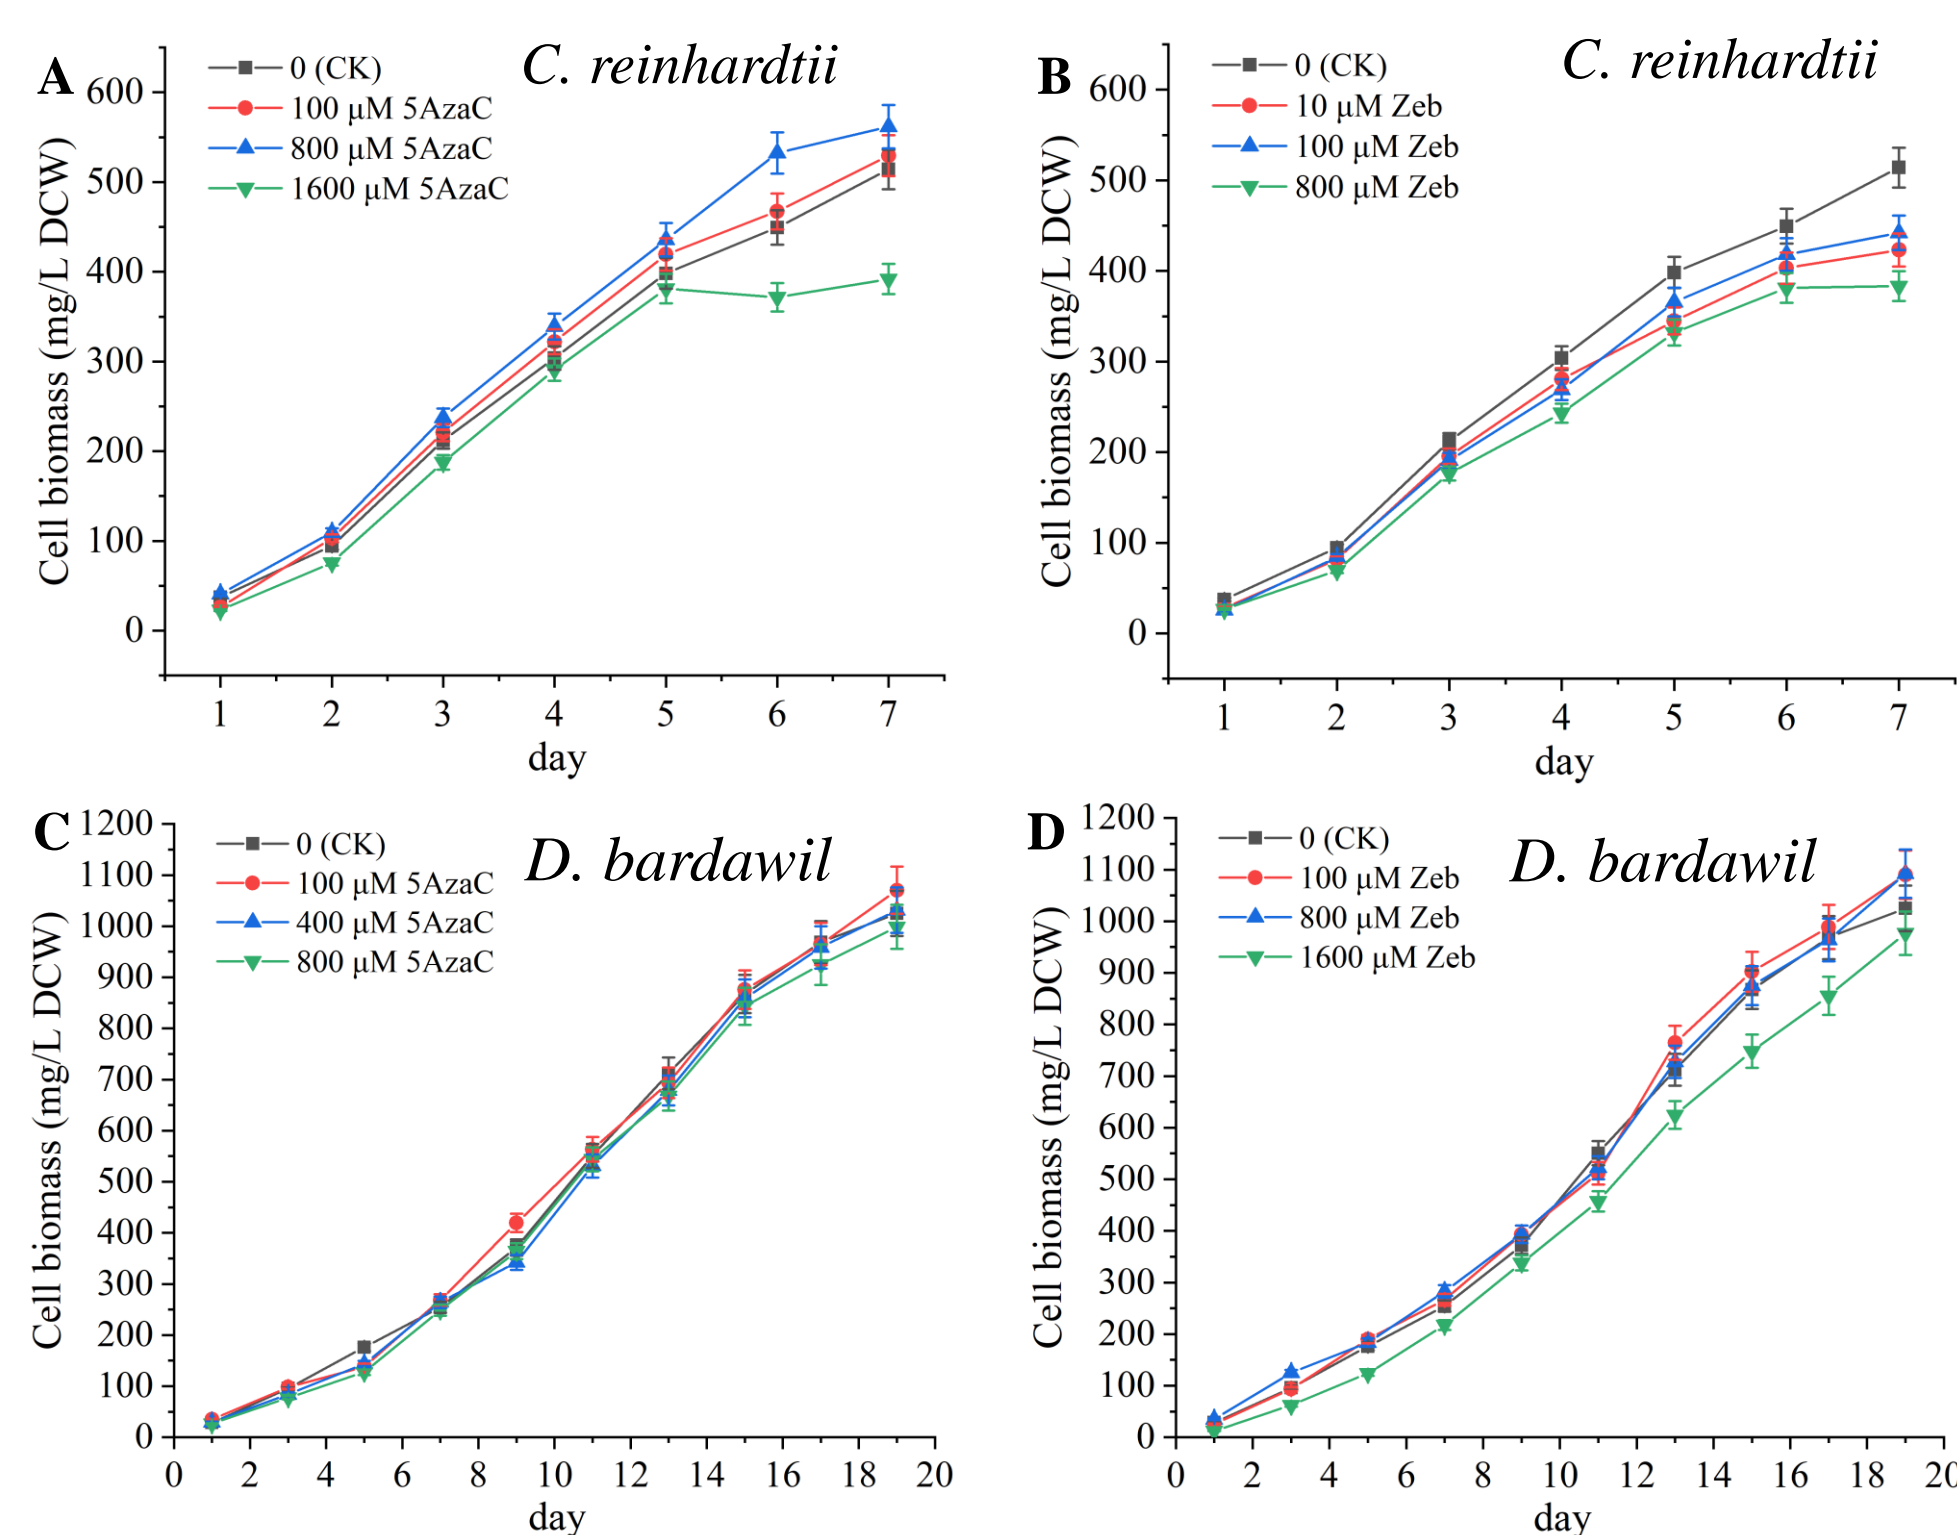 A
C. reinhardtii
0 (CK)
100 μM 5AzaC
800 μM 5AzaC
1600 μM 5AzaC
Cell biomass (mg/L DCW)
600
500
400
300
200
100
0
1 2 3 4 5 6 7
day
B
C. reinhardtii
0 (CK)
10 μM Zeb
100 μM Zeb
800 μM Zeb
Cell biomass (mg/L DCW)
600
500
400
300
200
100
0
1 2 3 4 5 6 7
day
C
D. bardawil
0 (CK)
100 μM 5AzaC
400 μM 5AzaC
800 μM 5AzaC
Cell biomass (mg/L DCW)
1200
1100
1000
900
800
700
600
500
400
300
200
100
0
0 2 4 6 8 10 12 14 16 18 20
day
D
D. bardawil
0 (CK)
100 μM Zeb
800 μM Zeb
1600 μM Zeb
Cell biomass (mg/L DCW)
1200
1100
1000
900
800
700
600
500
400
300
200
100
0
0 2 4 6 8 10 12 14 16 18 20
day